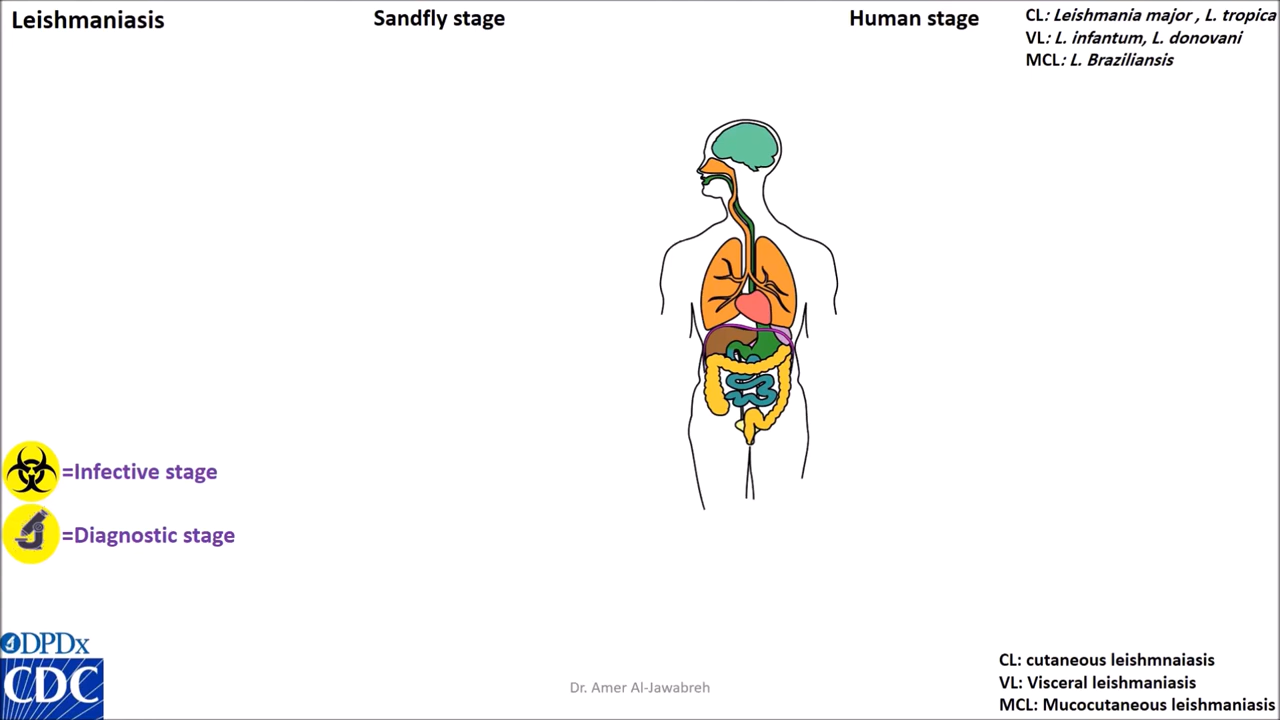 Leishmaniasis
Sandfly stage
Human stage
CL: Leishmania major , L. tropica
VL: L. infantum, L. donovani
MCL: L. Braziliansis
=Infective stage
=Diagnostic stage
DPDx
CDC
Dr. Amer Al-Jawabreh
CL: cutaneous leishmnaiasis
VL: Visceral leishmaniasis
MCL: Mucocutaneous leishmaniasis